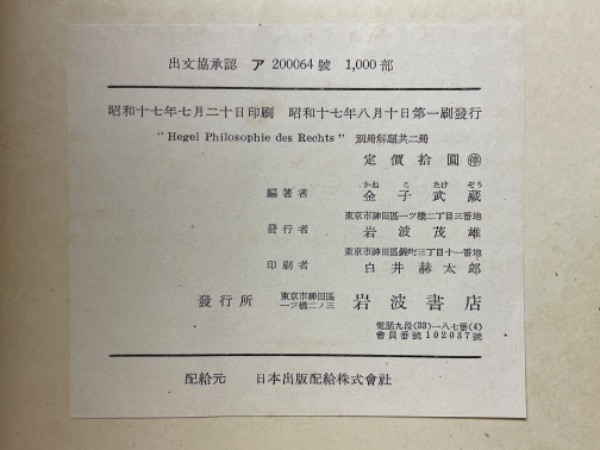 出文協承認 ア 200064 號 1,000 部
昭和十七年七月二十日印刷 昭和十七年八月十日第一刷發行
"Hegel Philosophie des Rechts" 別冊解題共二冊
定價拾圓 ㊡
かね こ たけ ぞう
編著者 金子武藏
東京市神田區一ツ橋二丁目三番地
發行者 岩波茂雄
東京市神田區錦町三丁目十一番地
印刷者 白井赫太郎
發行所 東京市神田區一ツ橋二ノ三 岩波書店
電話九段(33)一八七番(4)
會員番號102037號
配給元 日本出版配給株式會社